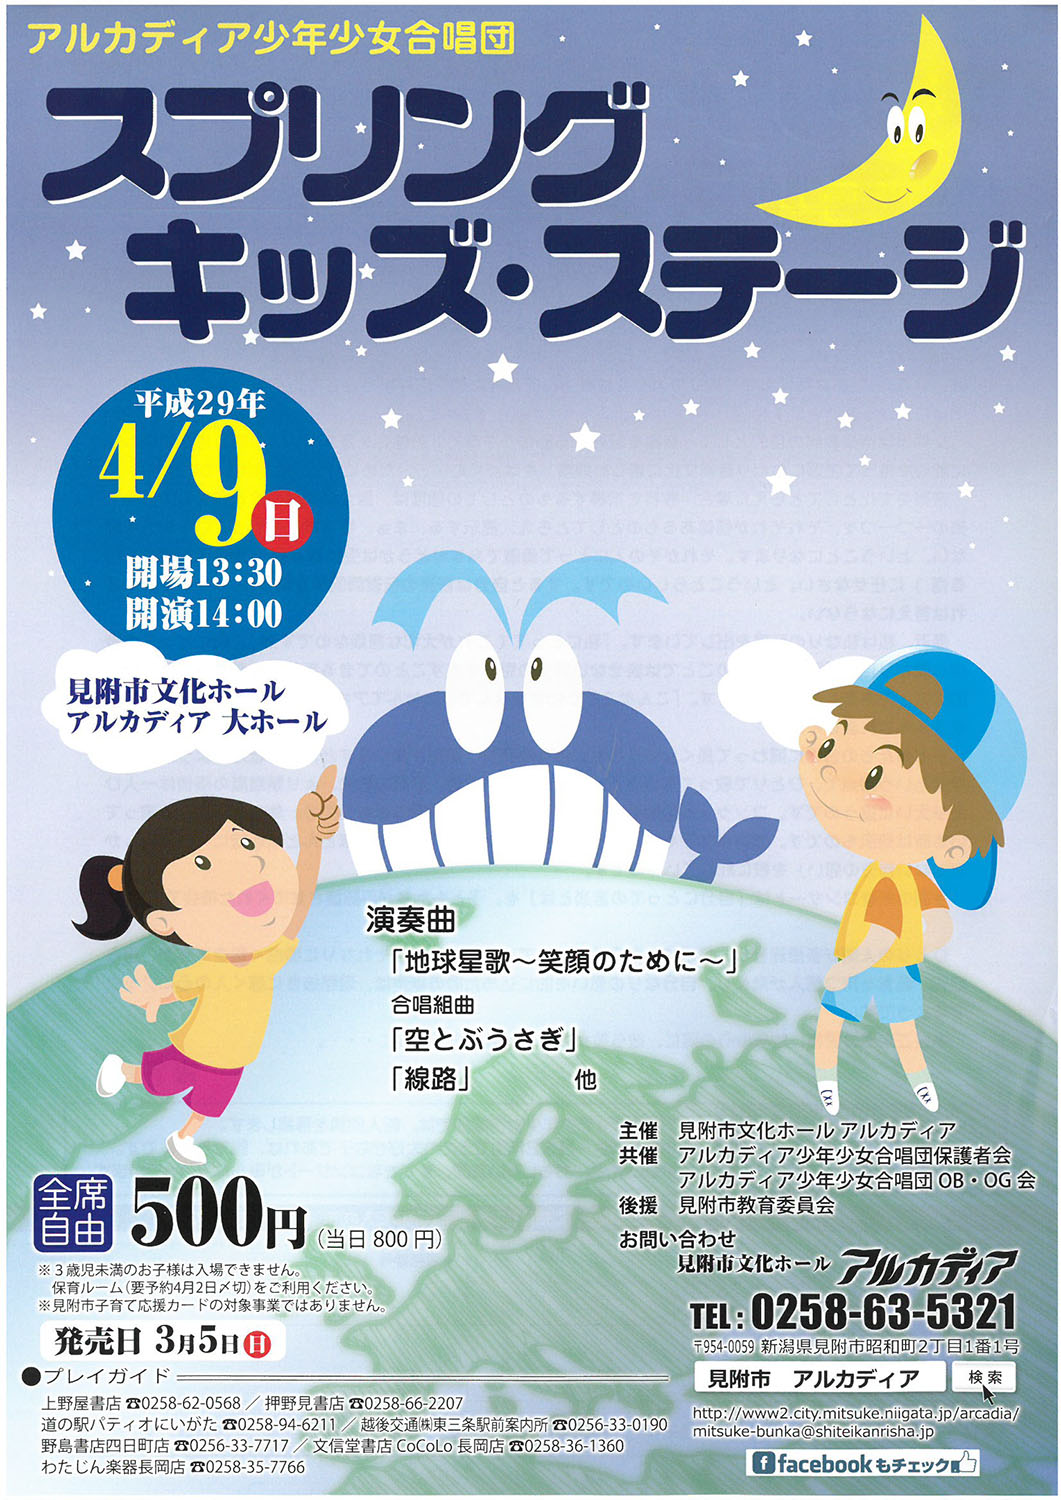 アルカディア少年少女合唱団
スプリング
キッズ・ステージ
平成29年
4/9日
開場13:30
開演14:00
見附市文化ホール
アルカディア 大ホール
演奏曲
「地球星歌～笑顔のために～」
合唱組曲
「空とぶうさぎ」
「線路」 他
主催 見附市文化ホール アルカディア
共催 アルカディア少年少女合唱団保護者会
アルカディア少年少女合唱団 OB・OG 会
後援 見附市教育委員会
お問い合わせ
見附市文化ホール アルカディア
TEL：0258-63-5321
〒954-0059 新潟県見附市昭和町2丁目1番1号
見附市 アルカディア 検索
http://www2.city.mitsuke.niigata.jp/arcadia/
mitsuke-bunka@shiteikanrisha.jp
facebookもチェック
全席自由 500円（当日 800 円）
※３歳児未満のお子様は入場できません。
保育ルーム（要予約4月2日〆切）をご利用ください。
※見附市子育て応援カードの対象事業ではありません。
発売日 3月5日日
●プレイガイド
上野屋書店 ☎0258-62-0568 ／ 押野見書店 ☎0258-66-2207
道の駅パティオにいがた ☎0258-94-6211 ／ 越後交通㈱東三条駅前案内所 ☎0256-33-0190
野島書店四日町店 ☎0256-33-7717 ／ 文信堂書店 CoCoLo 長岡店 ☎0258-36-1360
わたじん楽器長岡店 ☎0258-35-7766